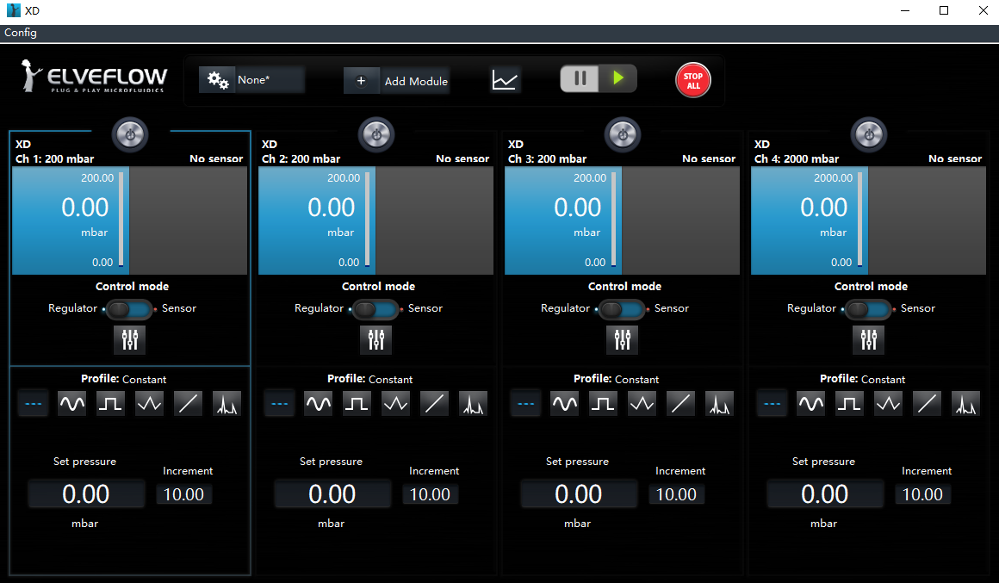 XD
Config
ELVEFLOW
PLUG & PLAY MICROFLUIDICS
None*
+ Add Module
STOP
ALL
XD
Ch 1: 200 mbar No sensor
200.00
0.00
mbar
0.00
Control mode
Regulator Sensor
Profile: Constant
Set pressure
Increment
0.00
10.00
mbar
XD
Ch 2: 200 mbar No sensor
200.00
0.00
mbar
0.00
Control mode
Regulator Sensor
Profile: Constant
Set pressure
Increment
0.00
10.00
mbar
XD
Ch 3: 200 mbar No sensor
200.00
0.00
mbar
0.00
Control mode
Regulator Sensor
Profile: Constant
Set pressure
Increment
0.00
10.00
mbar
XD
Ch 4: 2000 mbar No sensor
2000.00
0.00
mbar
0.00
Control mode
Regulator Sensor
Profile: Constant
Set pressure
Increment
0.00
10.00
mbar